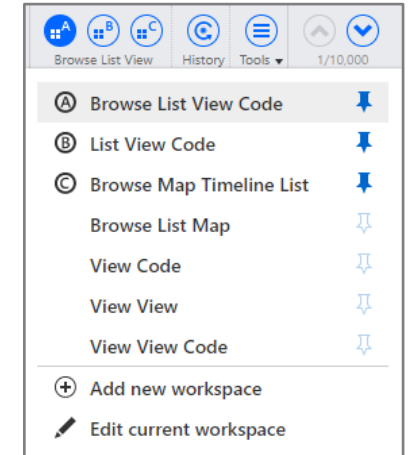 A B C
Browse List View History Tools ▼ 1/10,000
A Browse List View Code
B List View Code
C Browse Map Timeline List
Browse List Map
View Code
View View
View View Code
Add new workspace
Edit current workspace